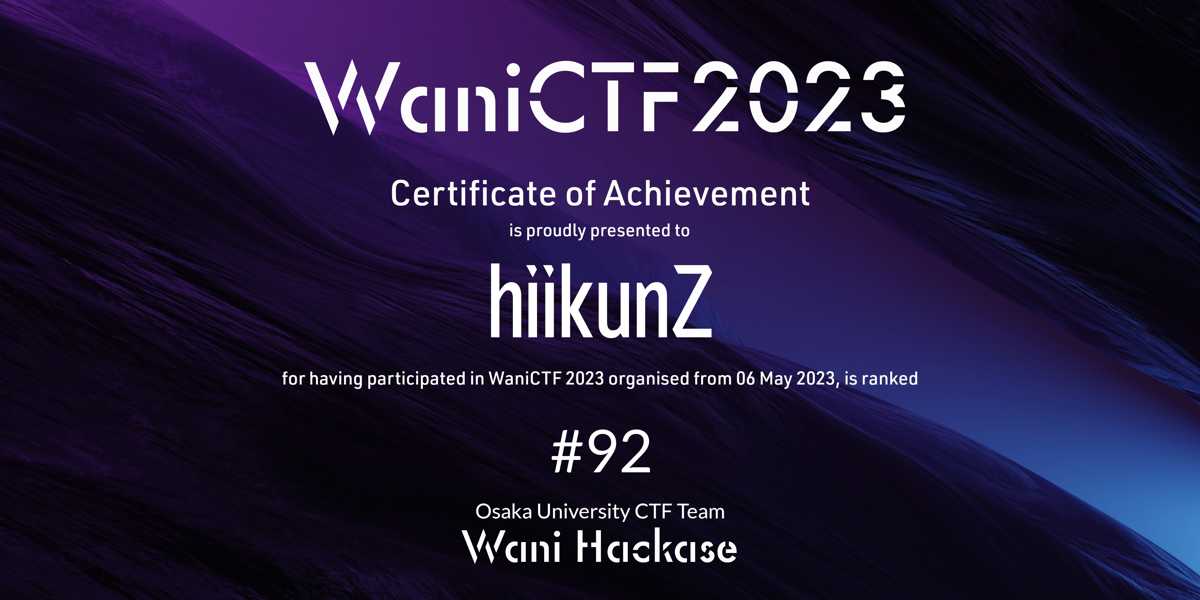 WaniCTF2023
Certificate of Achievement
is proudly presented to
hiikunZ
for having participated in WaniCTF 2023 organised from 06 May 2023, is ranked
#92
Osaka University CTF Team
Wani Hackase